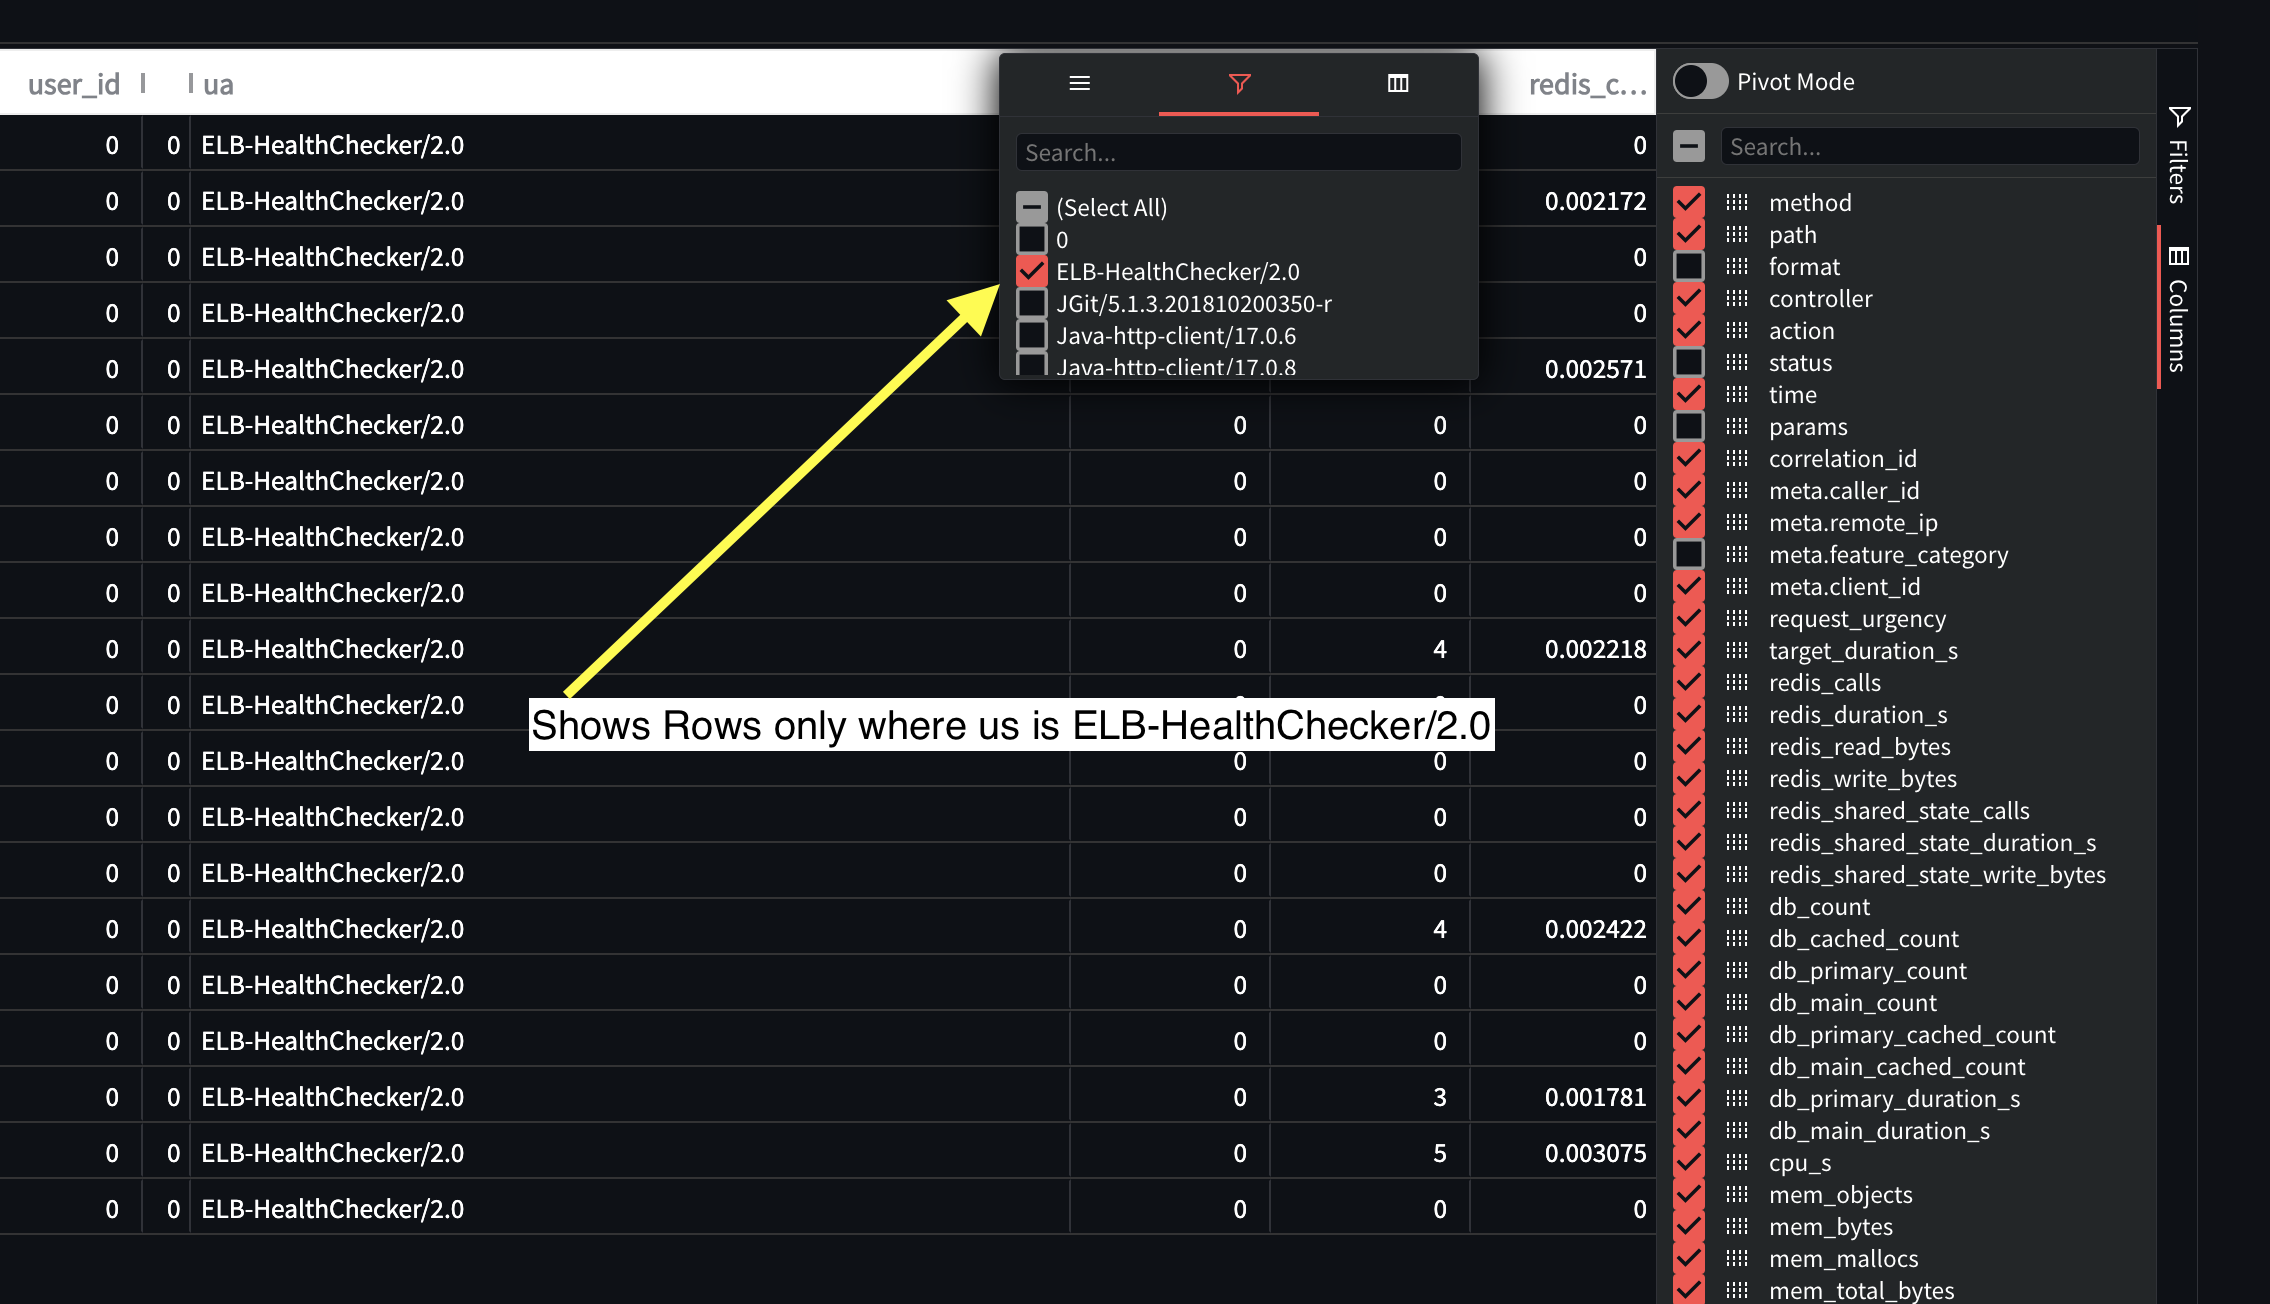 user_id ua redis_c...
0 0 ELB-HealthChecker/2.0 0
0 0 ELB-HealthChecker/2.0 0.002172
0 0 ELB-HealthChecker/2.0 0
0 0 ELB-HealthChecker/2.0 0
0 0 ELB-HealthChecker/2.0 0.002571
0 0 ELB-HealthChecker/2.0 0 0 0
0 0 ELB-HealthChecker/2.0 0 0 0
0 0 ELB-HealthChecker/2.0 0 0 0
0 0 ELB-HealthChecker/2.0 0 0 0
0 0 ELB-HealthChecker/2.0 0 4 0.002218
0 0 ELB-HealthChecker/2.0 0
Shows Rows only where us is ELB-HealthChecker/2.0
0 0 ELB-HealthChecker/2.0 0 0 0
0 0 ELB-HealthChecker/2.0 0 0 0
0 0 ELB-HealthChecker/2.0 0 0 0
0 0 ELB-HealthChecker/2.0 0 4 0.002422
0 0 ELB-HealthChecker/2.0 0 0 0
0 0 ELB-HealthChecker/2.0 0 0 0
0 0 ELB-HealthChecker/2.0 0 3 0.001781
0 0 ELB-HealthChecker/2.0 0 5 0.003075
0 0 ELB-HealthChecker/2.0 0 0 0
Search...
(Select All)
0
ELB-HealthChecker/2.0
JGit/5.1.3.201810200350-r
Java-http-client/17.0.6
Java-http-client/17.0.8
Pivot Mode
Search...
method
path
format
controller
action
status
time
params
correlation_id
meta.caller_id
meta.remote_ip
meta.feature_category
meta.client_id
request_urgency
target_duration_s
redis_calls
redis_duration_s
redis_read_bytes
redis_write_bytes
redis_shared_state_calls
redis_shared_state_duration_s
redis_shared_state_write_bytes
db_count
db_cached_count
db_primary_count
db_main_count
db_primary_cached_count
db_main_cached_count
db_primary_duration_s
db_main_duration_s
cpu_s
mem_objects
mem_bytes
mem_mallocs
mem_total_bytes
Filters
Columns